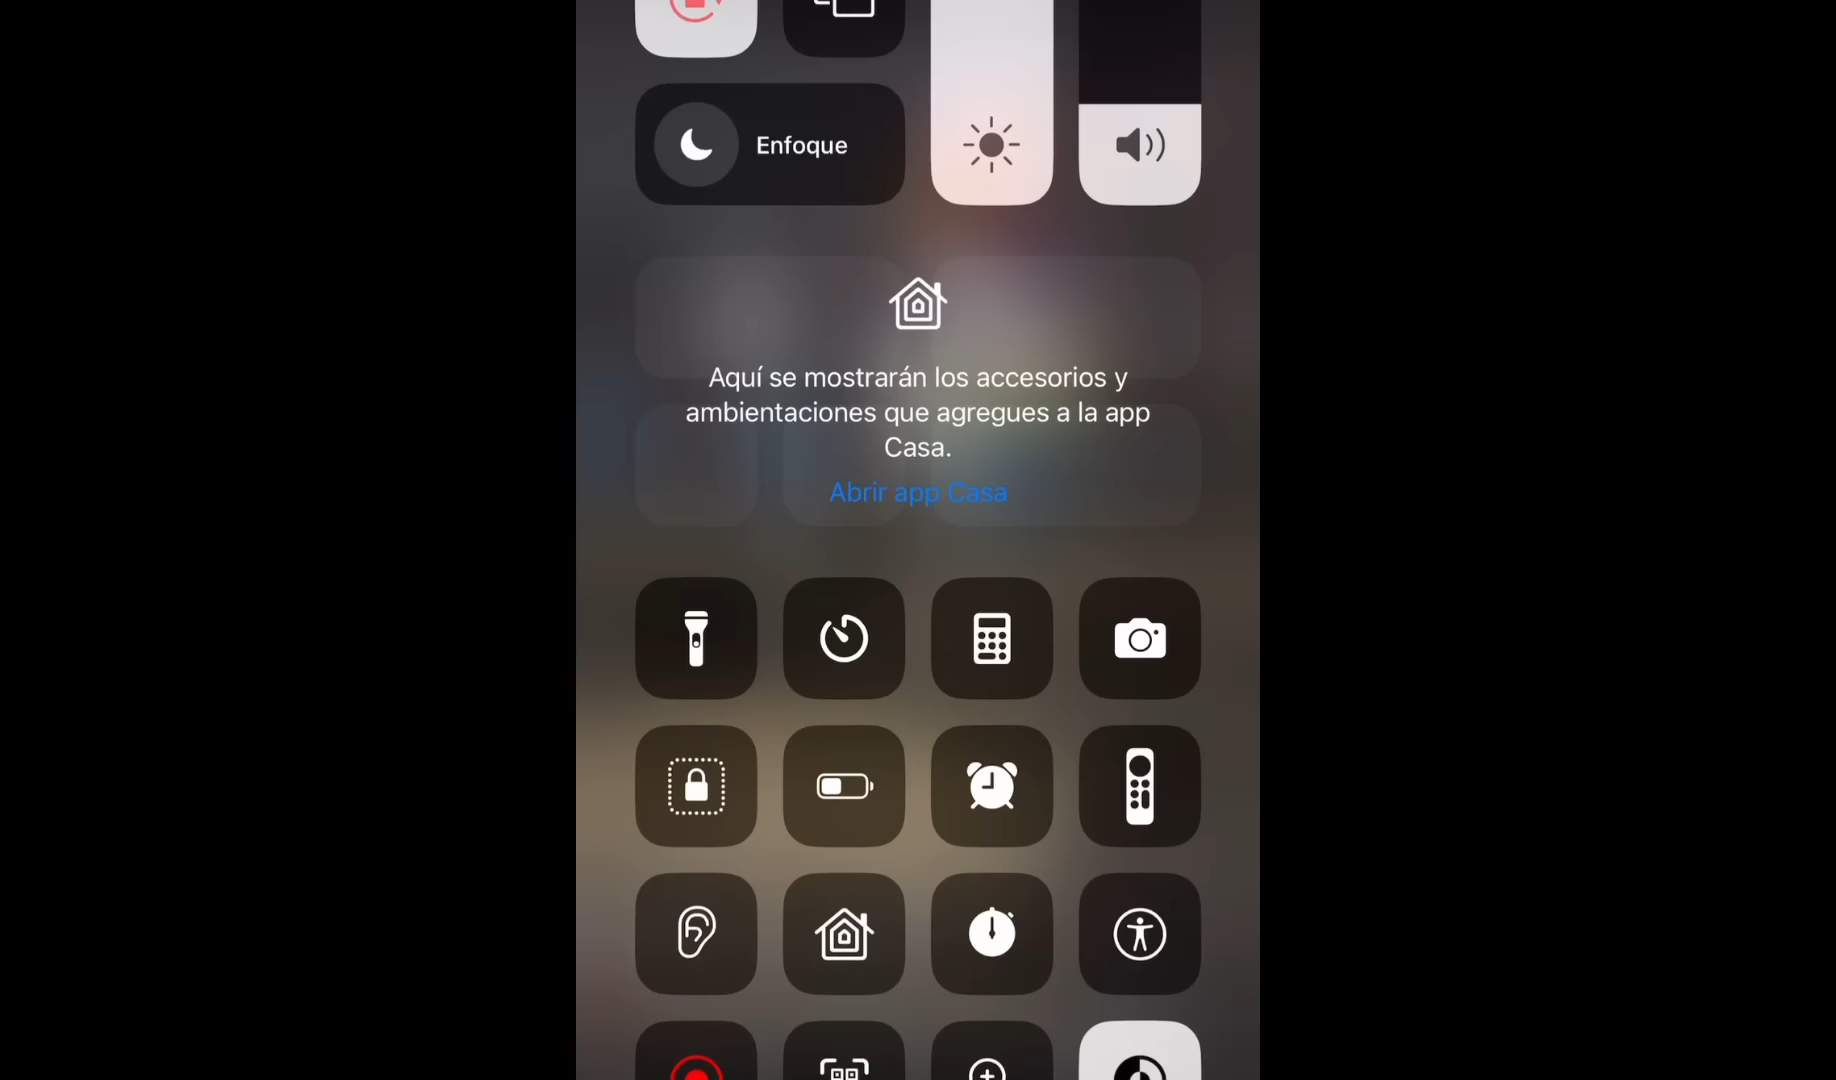 Enfoque
Aquí se mostrarán los accesorios y
ambientaciones que agregues a la app
Casa.
Abrir app Casa